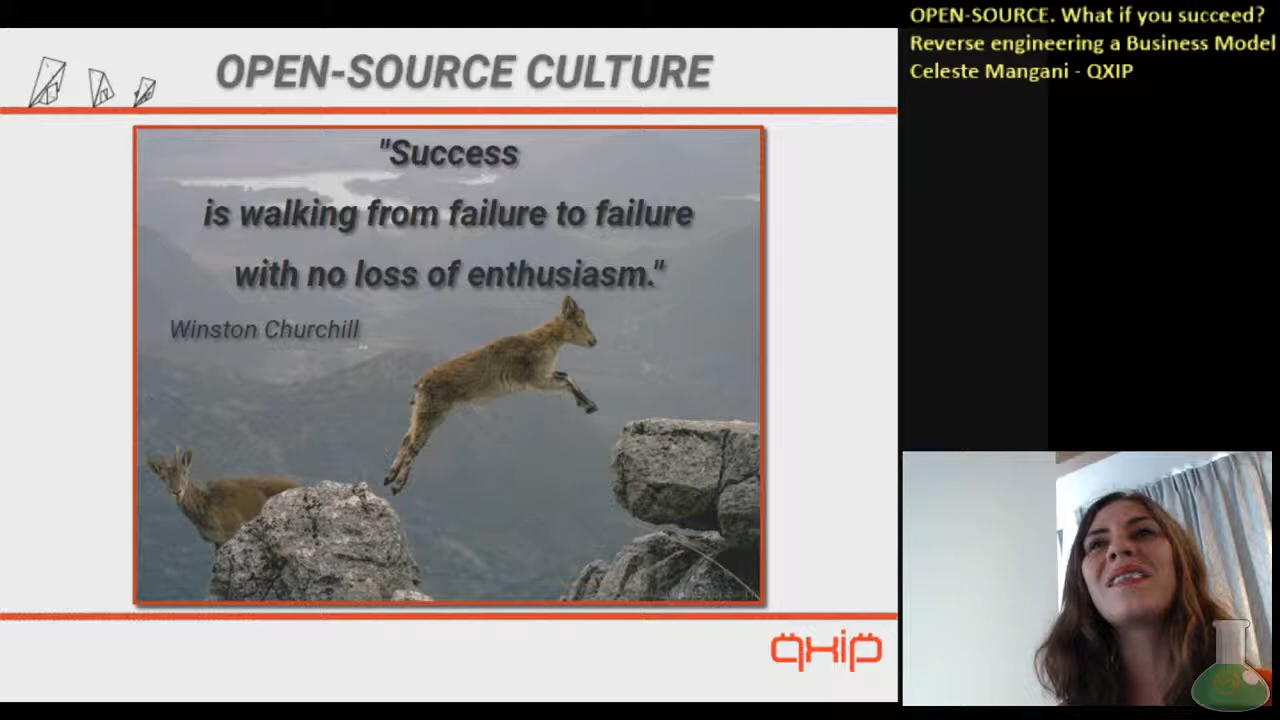 OPEN-SOURCE CULTURE
"Success
is walking from failure to failure
with no loss of enthusiasm."
Winston Churchill
qxip
OPEN-SOURCE. What if you succeed?
Reverse engineering a Business Model
Celeste Mangani - QXIP